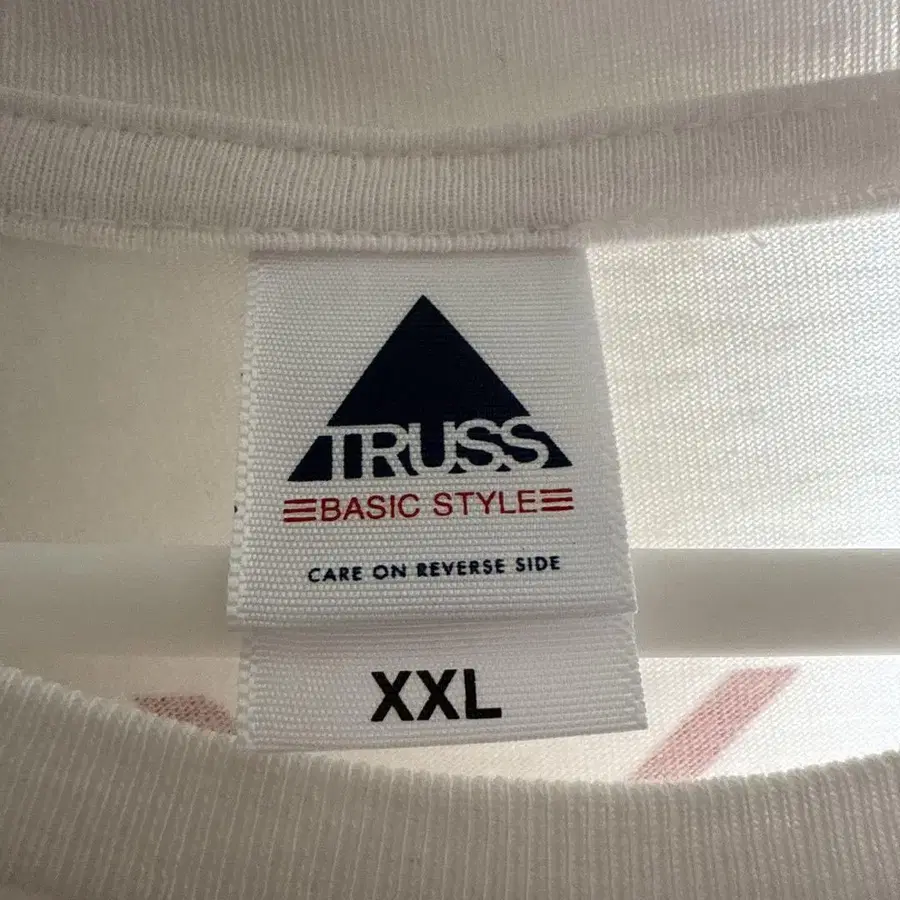 TRUSS
BASIC STYLE
CARE ON REVERSE SIDE
XXL